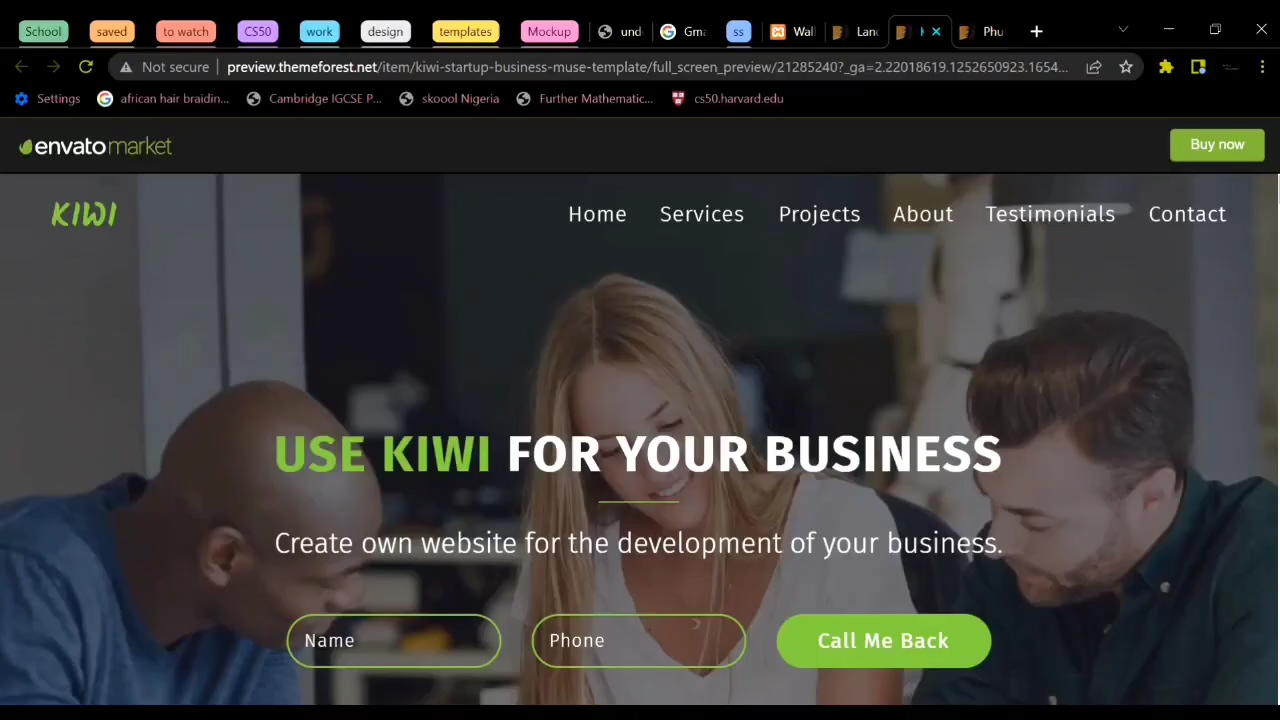 School saved to watch CS50 work design templates Mockup und Gma ss Wal Lan Phu
Not secure preview.themeforest.net/item/kiwi-startup-business-muse-template/full_screen_preview/21285240?_ga=2.22018619.1252650923.1654...
Settings african hair braidin... Cambridge IGCSE P... skoool Nigeria Further Mathematic... cs50.harvard.edu
envatomarket Buy now
KIWI Home Services Projects About Testimonials Contact
USE KIWI FOR YOUR BUSINESS
Create own website for the development of your business.
Name Phone Call Me Back